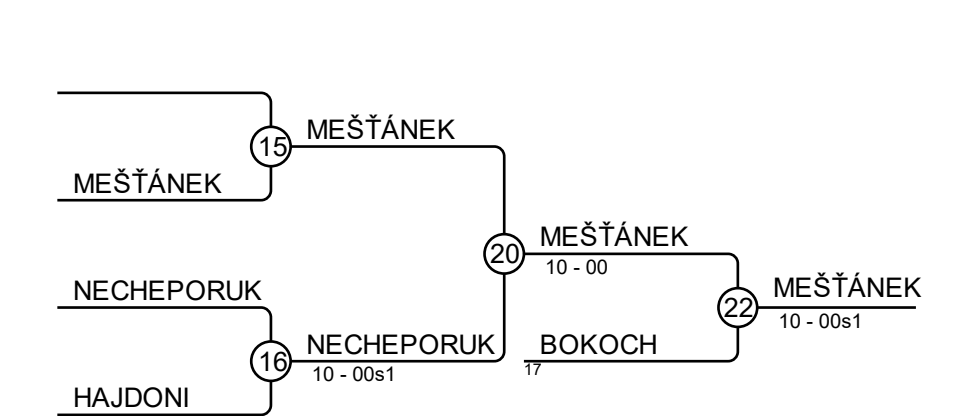 MEŠŤÁNEK
15
MEŠŤÁNEK
MEŠŤÁNEK
20
10 - 00
NECHEPORUK
MEŠŤÁNEK
22
10 - 00s1
NECHEPORUK
BOKOCH
16
10 - 00s1
17
HAJDONI